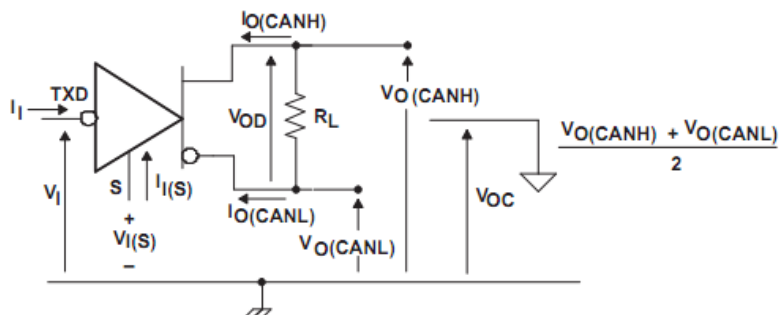 IO(CANH)
TXD
II
VO(CANH)
VOD
RL
VO(CANH) + VO(CANL)
2
VI
S
II(S)
IO(CANL)
VOC
+
VI(S)
–
VO(CANL)